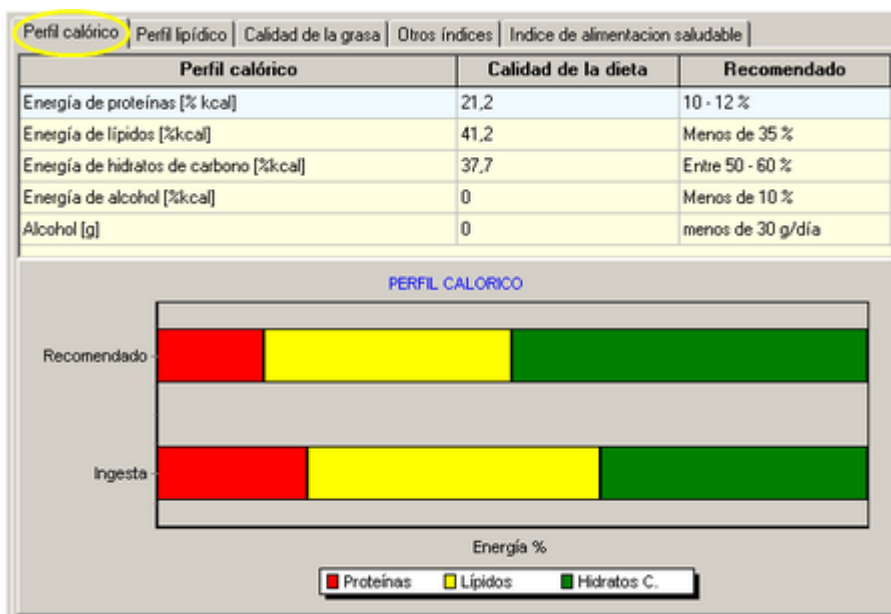 Perfil calórico Perfil lipídico Calidad de la grasa Otros índices Indice de alimentacion saludable
Perfil calórico Calidad de la dieta Recomendado
Energía de proteínas [% kcal] 21,2 10 - 12 %
Energía de lípidos [%kcal] 41,2 Menos de 35 %
Energía de hidratos de carbono [%kcal] 37,7 Entre 50 - 60 %
Energía de alcohol [%kcal] 0 Menos de 10 %
Alcohol [g] 0 menos de 30 g/día
PERFIL CALORICO
Recomendado
Ingesta
Energía %
Proteínas Lípidos Hidratos C.